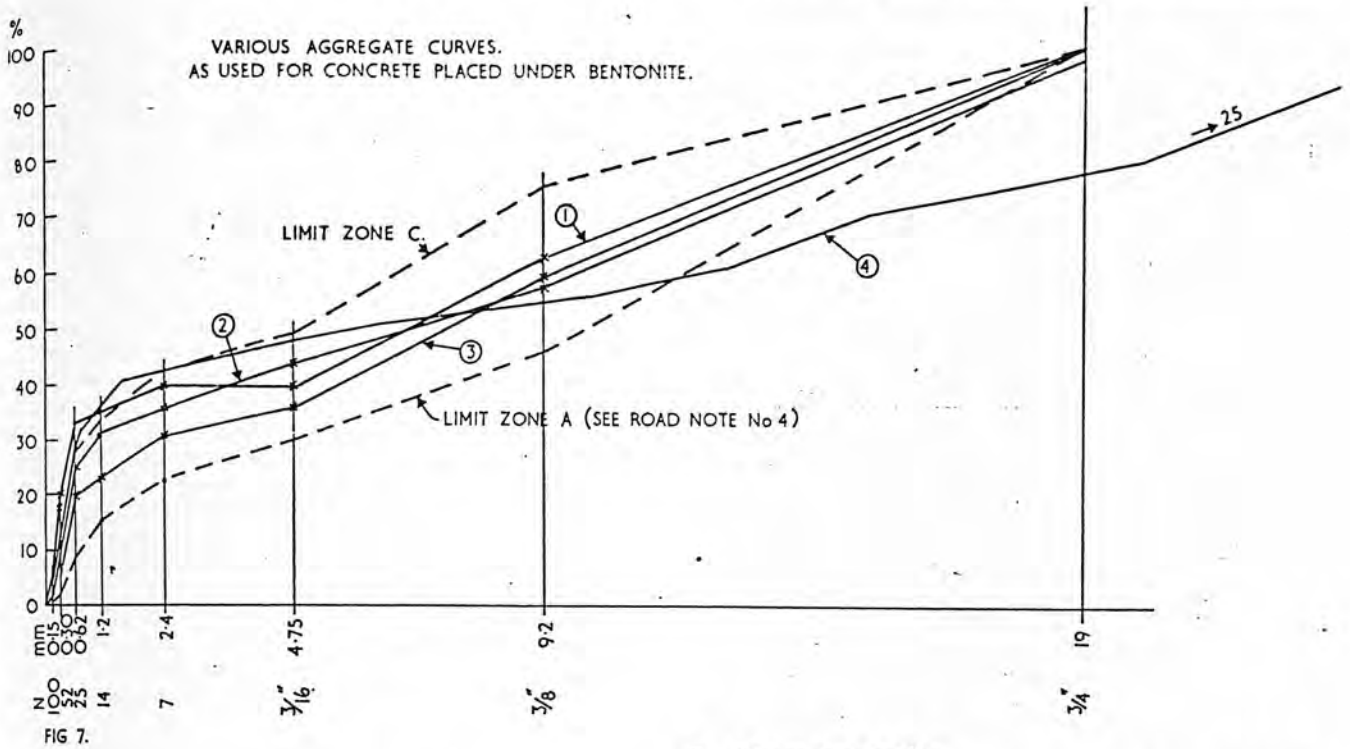 %
VARIOUS AGGREGATE CURVES.
AS USED FOR CONCRETE PLACED UNDER BENTONITE.
100
90
80
70
60
50
40
30
20
10
0
25
1
LIMIT ZONE C.
4
2
3
LIMIT ZONE A (SEE ROAD NOTE No 4)
mm 0·15 0·30 0·62 1·2 2·4 4·75 9·2 19
100 52 25 14 7 3/16" 3/8" 3/4"
FIG 7.